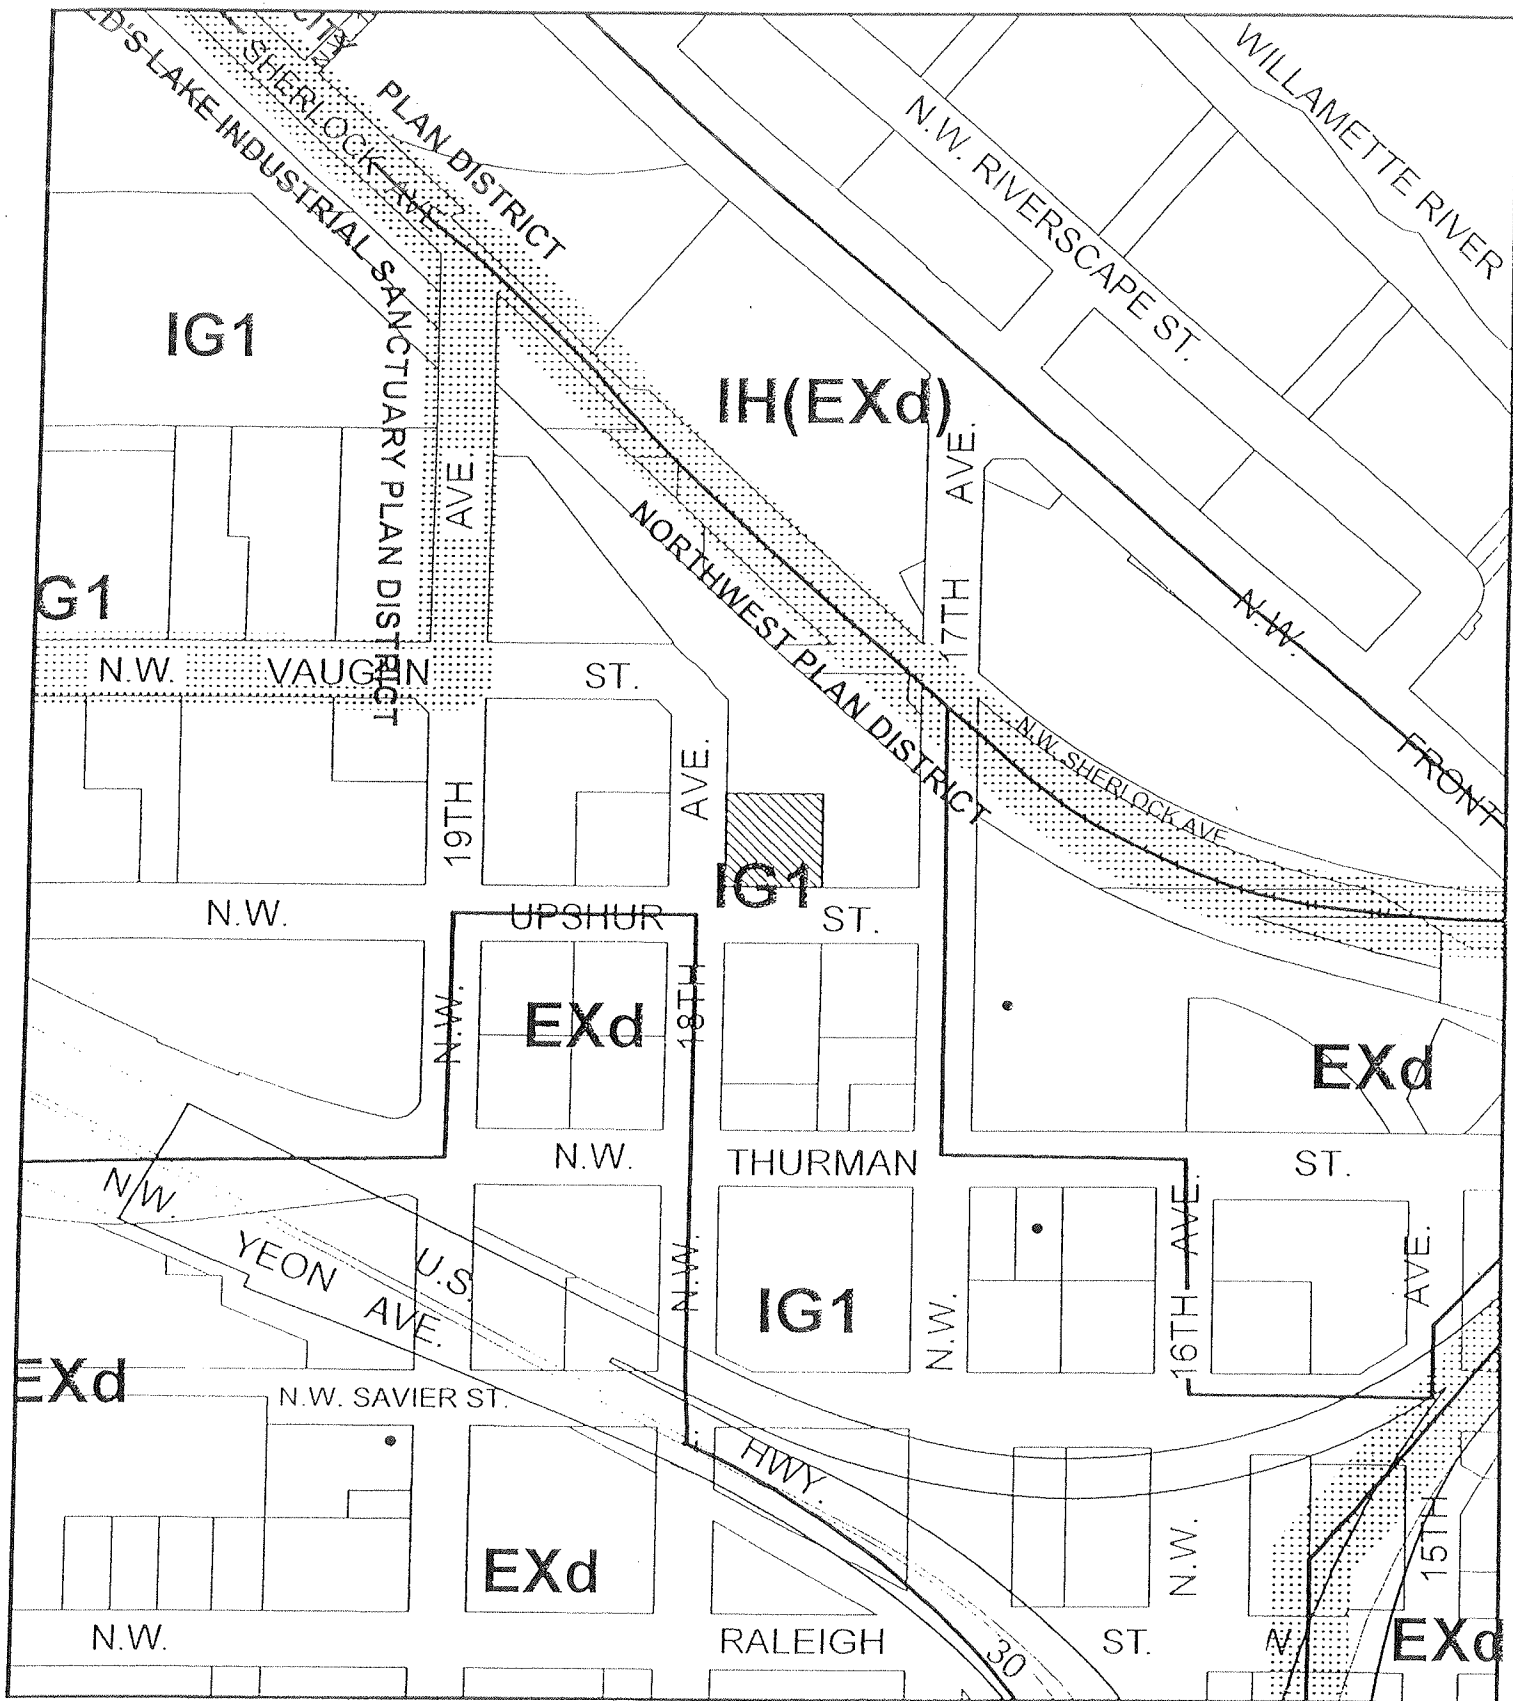 CITY
PLAN DISTRICT
SHERLOCK AVE
LAKE INDUSTRIAL SANCTUARY PLAN DISTRICT
WILLAMETTE RIVER
N.W. RIVERSCAPE ST.
IG1
IH(EXd)
17TH AVE.
NORTHWEST PLAN DISTRICT
G1
N.W. VAUGHN ST.
19TH AVE.
N.W. FRONT
N.W. SHERLOCK AVE
AVE.
IG1
N.W. UPSHUR ST.
N.W.
EXd
18TH
EXd
N.W. THURMAN ST.
N.W.
YEON AVE.
U.S.
HWY.
30
N.W.
IG1
N.W.
16TH AVE.
AVE.
EXd
N.W. SAVIER ST.
EXd
N.W.
15TH
N.W. RALEIGH ST.
N.
EXd